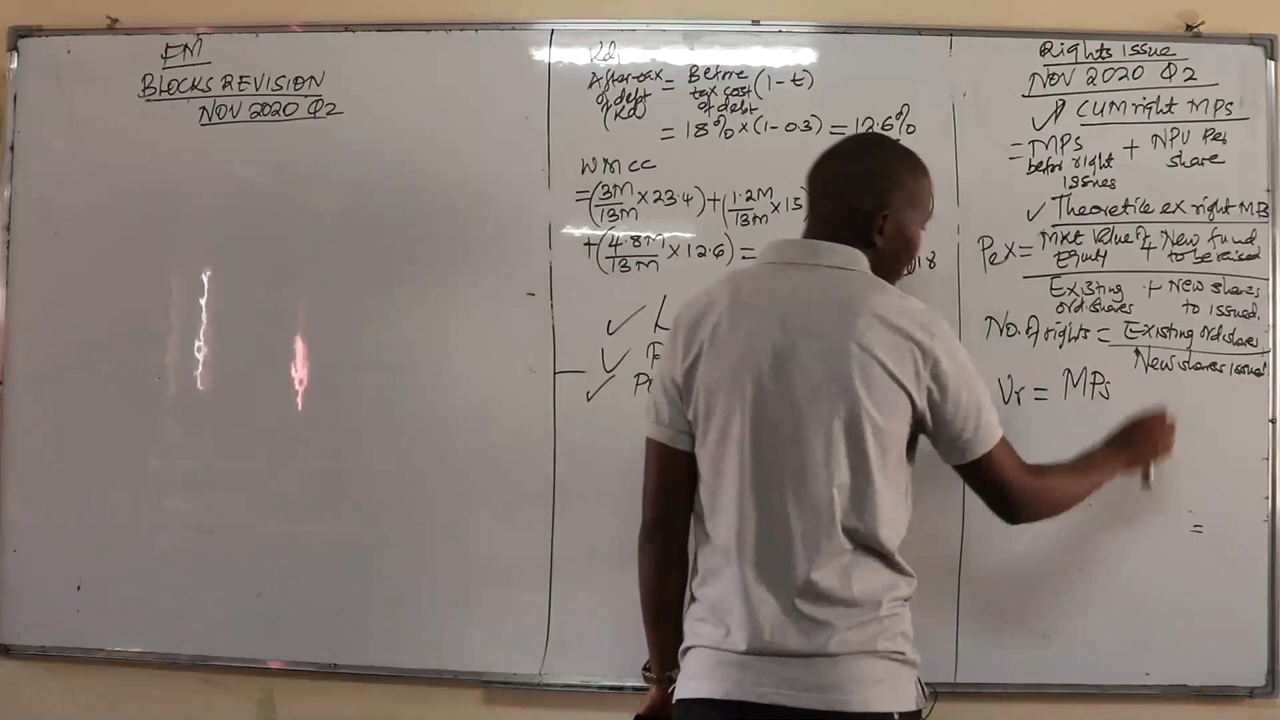 FM
BLOCKS REVISION
NOV 2020 Q2
Kd
After tax = Before (1 - t)
of debt tax cost
(Kd) of debt
= 18% × (1 - 0.3) = 12.6%
WMCC
= (3M/13M × 23.4) + (1.2M/13M × 15)
+ (4.8M/13M × 12.6) =
18
✓ L
✓
✓ P
Rights issue
NOV 2020 Q2
✓ CUM right MPS
= MPS + NPV Per
before right share
issues
✓ Theoretile ex right
Pex = Mkt Value of + New fund
Equity to be raised
Existing + New shares
ord shares to issued.
No. of rights = Existing ord shares
New shares issued
Vr = MPs
=